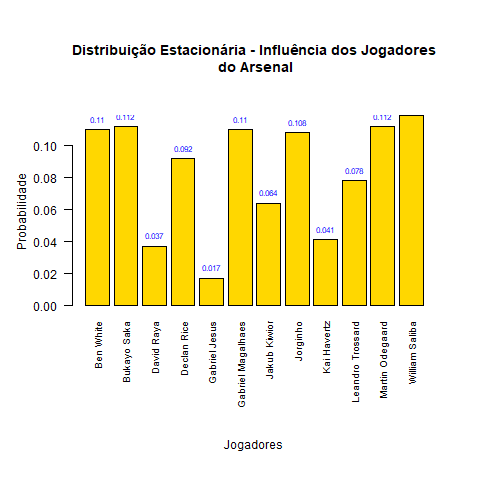 Distribuição Estacionária - Influência dos Jogadores
do Arsenal
Probabilidade
0.10
0.08
0.06
0.04
0.02
0.00
0.11
0.112
0.037
0.092
0.017
0.11
0.064
0.108
0.041
0.078
0.112
Ben White
Bukayo Saka
David Raya
Declan Rice
Gabriel Jesus
Gabriel Magalhaes
Jakub Kiwior
Jorginho
Kai Havertz
Leandro Trossard
Martin Odegaard
William Saliba
Jogadores